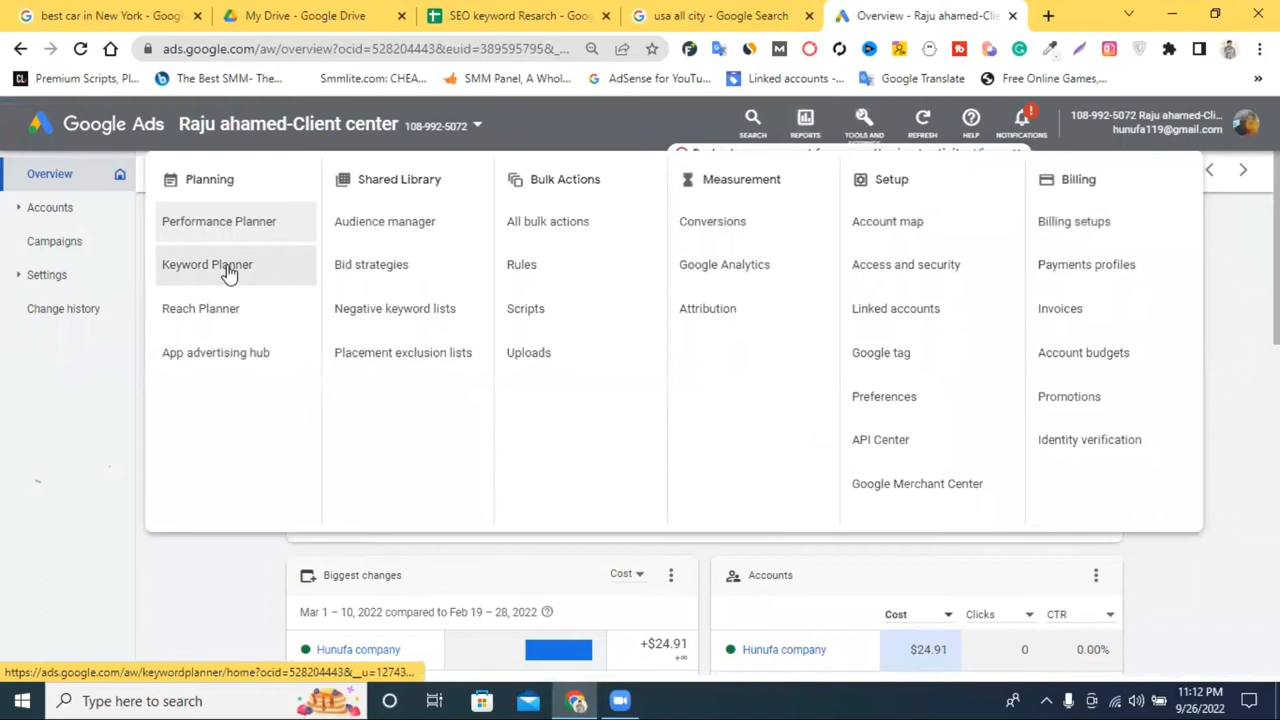 best car in New York - Googl
My Drive - Google Drive
SEO keyword Resarch - Goog
usa all city - Google Search
Overview - Raju ahamed-Clie
ads.google.com/aw/overview?ocid=528204443&euid=389595795&_...
Premium Scripts, Pl...
The Best SMM- The...
Smmlite.com: CHEA...
SMM Panel, A Whol...
AdSense for YouTu...
Linked accounts -...
Google Translate
Free Online Games,...
»
Google Ads
Raju ahamed-Client center 108-992-5072
SEARCH
REPORTS
TOOLS AND
REFRESH
HELP
NOTIFICATIONS
108-992-5072 Raju ahamed-Cli...
hunufa119@gmail.com
Overview
Accounts
Campaigns
Settings
Change history
Planning
Performance Planner
Keyword Planner
Reach Planner
App advertising hub
Shared Library
Audience manager
Bid strategies
Negative keyword lists
Placement exclusion lists
Bulk Actions
All bulk actions
Rules
Scripts
Uploads
Measurement
Conversions
Google Analytics
Attribution
Setup
Account map
Access and security
Linked accounts
Google tag
Preferences
API Center
Google Merchant Center
Billing
Billing setups
Payments profiles
Invoices
Account budgets
Promotions
Identity verification
Biggest changes
Cost
Mar 1 – 10, 2022 compared to Feb 19 – 28, 2022
Hunufa company
+$24.91
+∞
Accounts
Cost
Clicks
CTR
Hunufa company
$24.91
0
0.00%
https://ads.google.com/aw/keywordplanner/home?ocid=528204443&__u=12743...
Type here to search
11:12 PM
9/26/2022